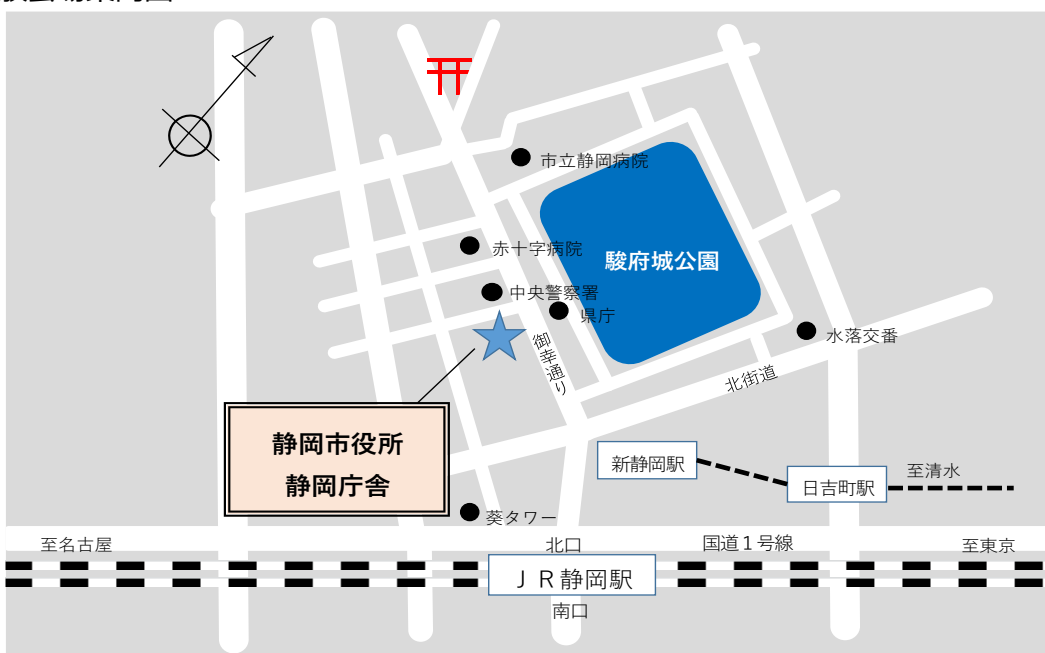 市立静岡病院
赤十字病院
駿府城公園
中央警察署
県庁
水落交番
御幸通り
北街道
静岡市役所
静岡庁舎
新静岡駅
日吉町駅
至清水
葵タワー
至名古屋
北口
国道1号線
至東京
JR静岡駅
南口